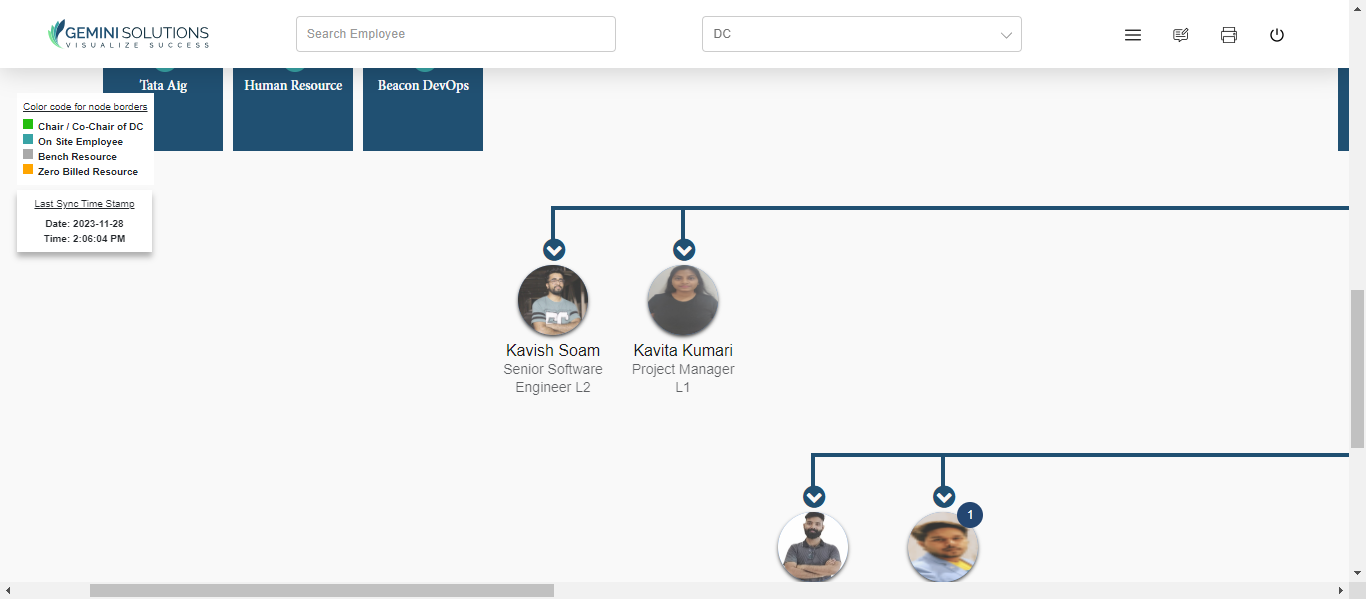 GEMINI SOLUTIONS
VISUALIZE SUCCESS
Search Employee
DC
Tata Aig
Human Resource
Beacon DevOps
Color code for node borders
Chair / Co-Chair of DC
On Site Employee
Bench Resource
Zero Billed Resource
Last Sync Time Stamp
Date: 2023-11-28
Time: 2:06:04 PM
Kavish Soam
Senior Software
Engineer L2
Kavita Kumari
Project Manager
L1
1